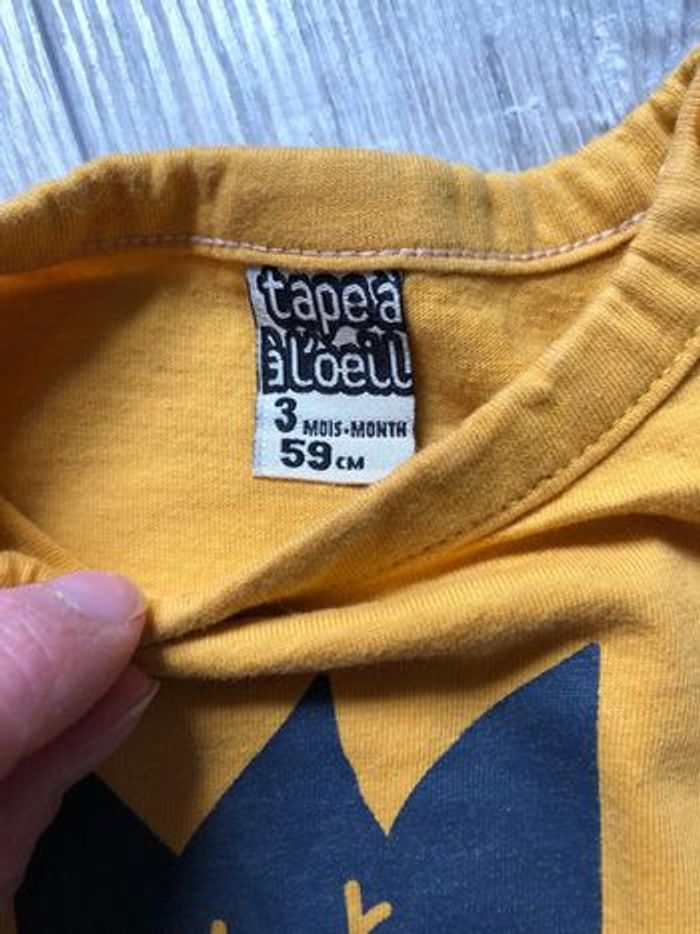 tape à
à l'oeil
3 MOIS-MONTH
59 CM